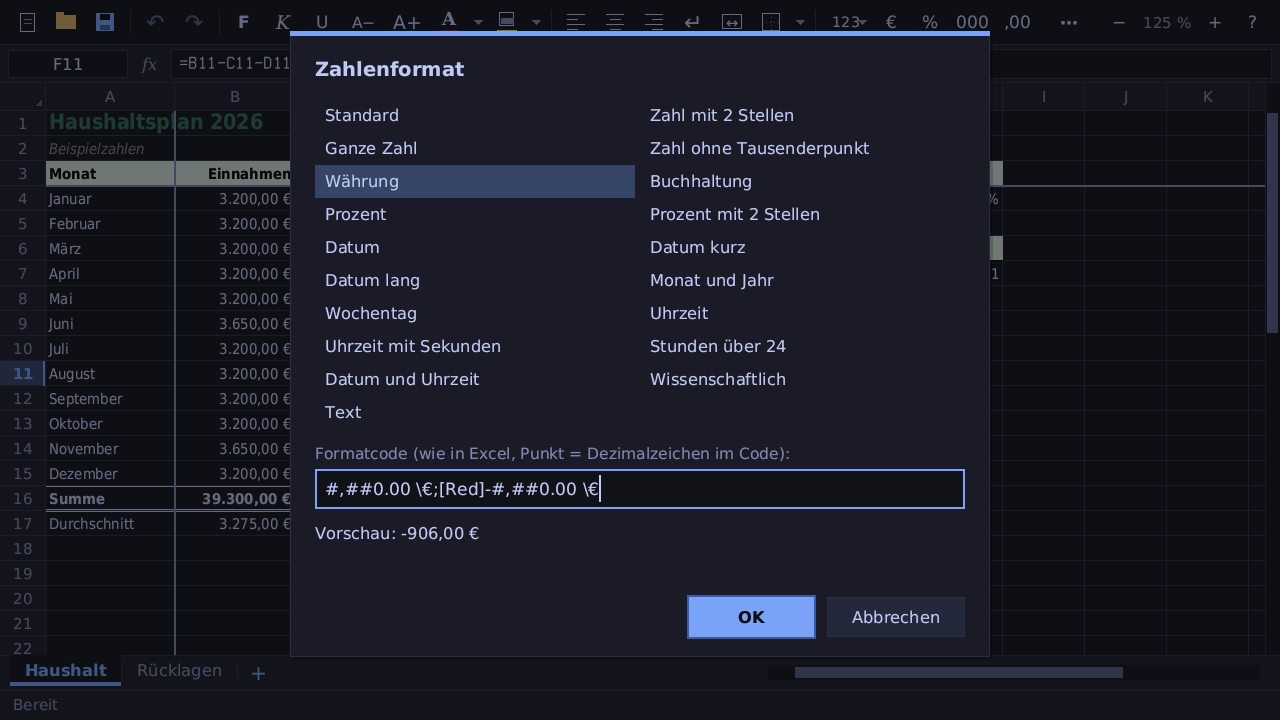 F K U A− A+ A 123 € % 000 ,00 ··· − 125 % + ?
F11 fx =B11−C11−D11
A B I J K
1 Haushaltsplan 2026
2 Beispielzahlen
3 Monat Einnahmen
4 Januar 3.200,00 € %
5 Februar 3.200,00 €
6 März 3.200,00 €
7 April 3.200,00 € 1
8 Mai 3.200,00 €
9 Juni 3.650,00 €
10 Juli 3.200,00 €
11 August 3.200,00 €
12 September 3.200,00 €
13 Oktober 3.200,00 €
14 November 3.650,00 €
15 Dezember 3.200,00 €
16 Summe 39.300,00 €
17 Durchschnitt 3.275,00 €
18
19
20
21
22
Zahlenformat
Standard Zahl mit 2 Stellen
Ganze Zahl Zahl ohne Tausenderpunkt
Währung Buchhaltung
Prozent Prozent mit 2 Stellen
Datum Datum kurz
Datum lang Monat und Jahr
Wochentag Uhrzeit
Uhrzeit mit Sekunden Stunden über 24
Datum und Uhrzeit Wissenschaftlich
Text
Formatcode (wie in Excel, Punkt = Dezimalzeichen im Code):
#,##0.00 \€;[Red]-#,##0.00 \€
Vorschau: -906,00 €
OK Abbrechen
Haushalt Rücklagen +
Bereit